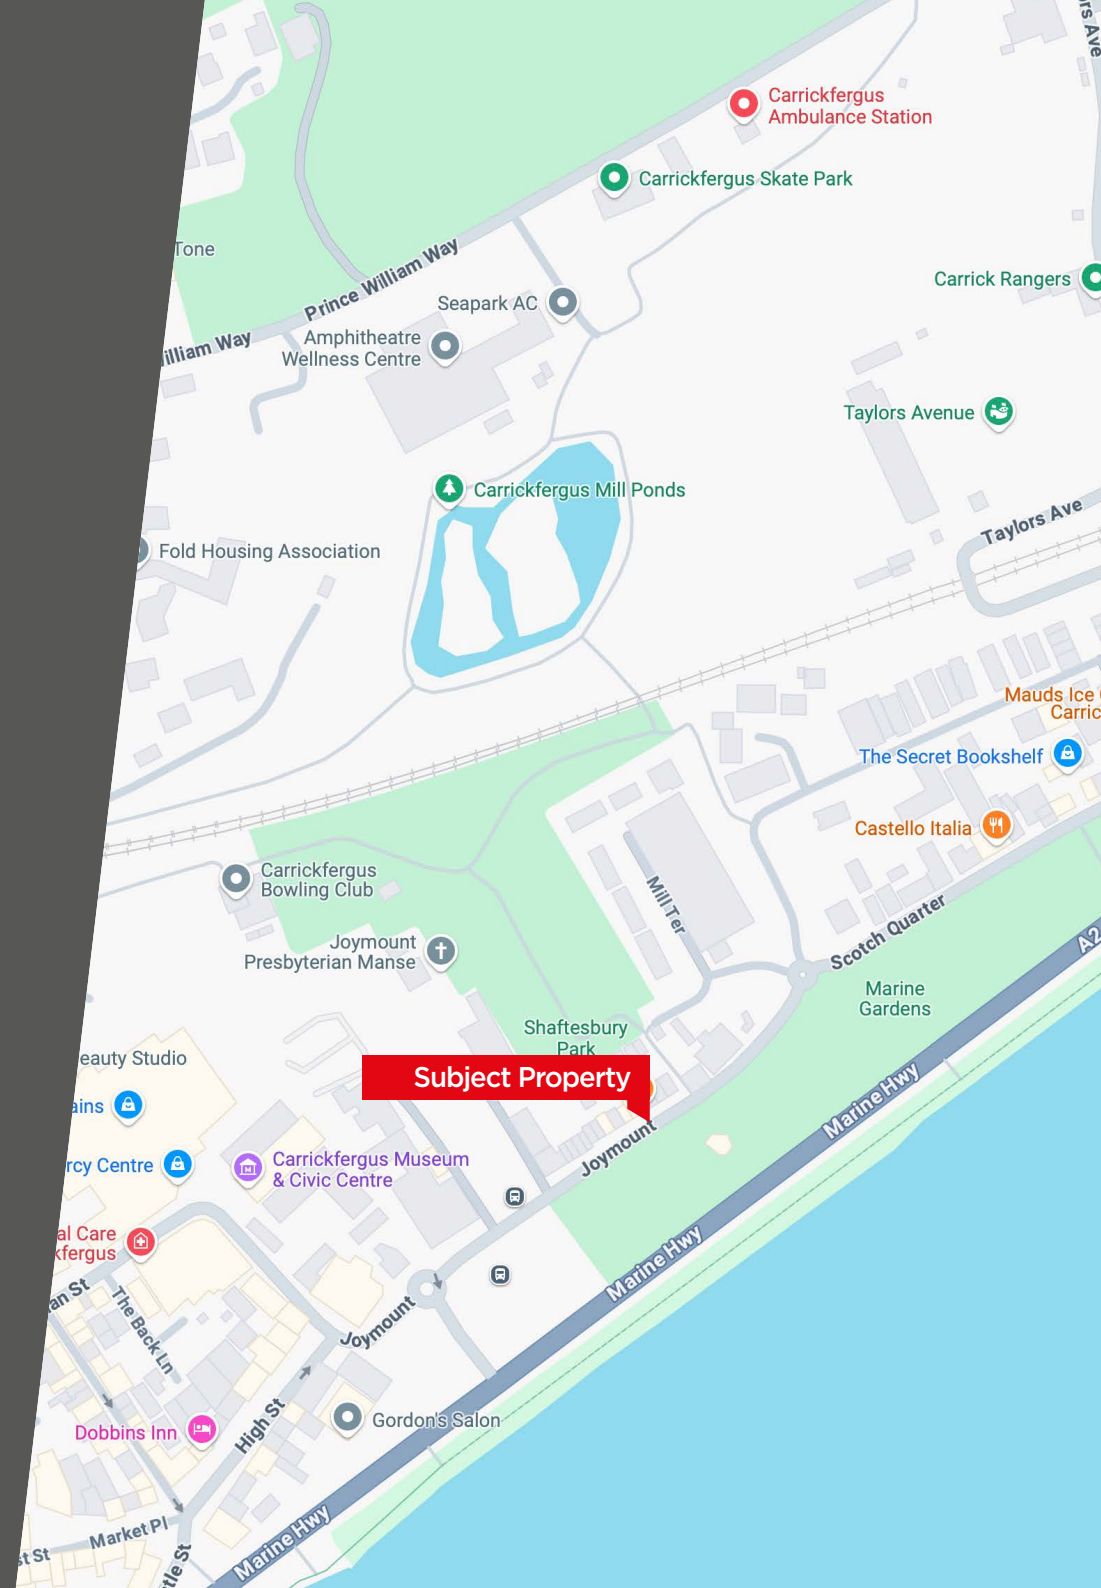 rs Ave
Carrickfergus
Ambulance Station
Carrickfergus Skate Park
Tone
Prince William Way
Carrick Rangers
Seapark AC
illiam Way
Amphitheatre
Wellness Centre
Taylors Avenue
Carrickfergus Mill Ponds
Taylors Ave
Fold Housing Association
Mauds Ice
Carric
The Secret Bookshelf
Castello Italia
Carrickfergus
Bowling Club
Mill Ter
Scotch Quarter
A2
Joymount
Presbyterian Manse
Marine
Gardens
Shaftesbury
Park
eauty Studio
Subject Property
ains
Marine Hwy
Joymount
rcy Centre
Carrickfergus Museum
& Civic Centre
al Care
kfergus
Marine Hwy
an St
The Back Ln
Joymount
High St
Gordon's Salon
Dobbins Inn
Market Pl
st St
tle St
Marine Hwy